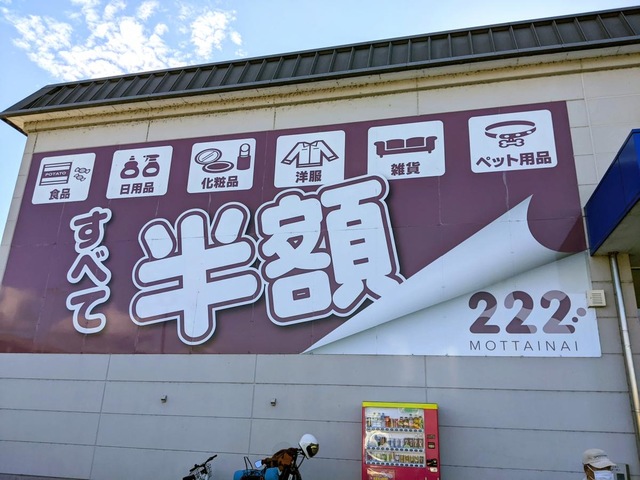 POTATO
食品
日用品
化粧品
洋服
雑貨
ペット用品
すべて
半額
222
MOTTAINAI